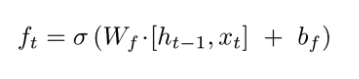 f_t = σ (W_f·[h_{t−1}, x_t] + b_f)